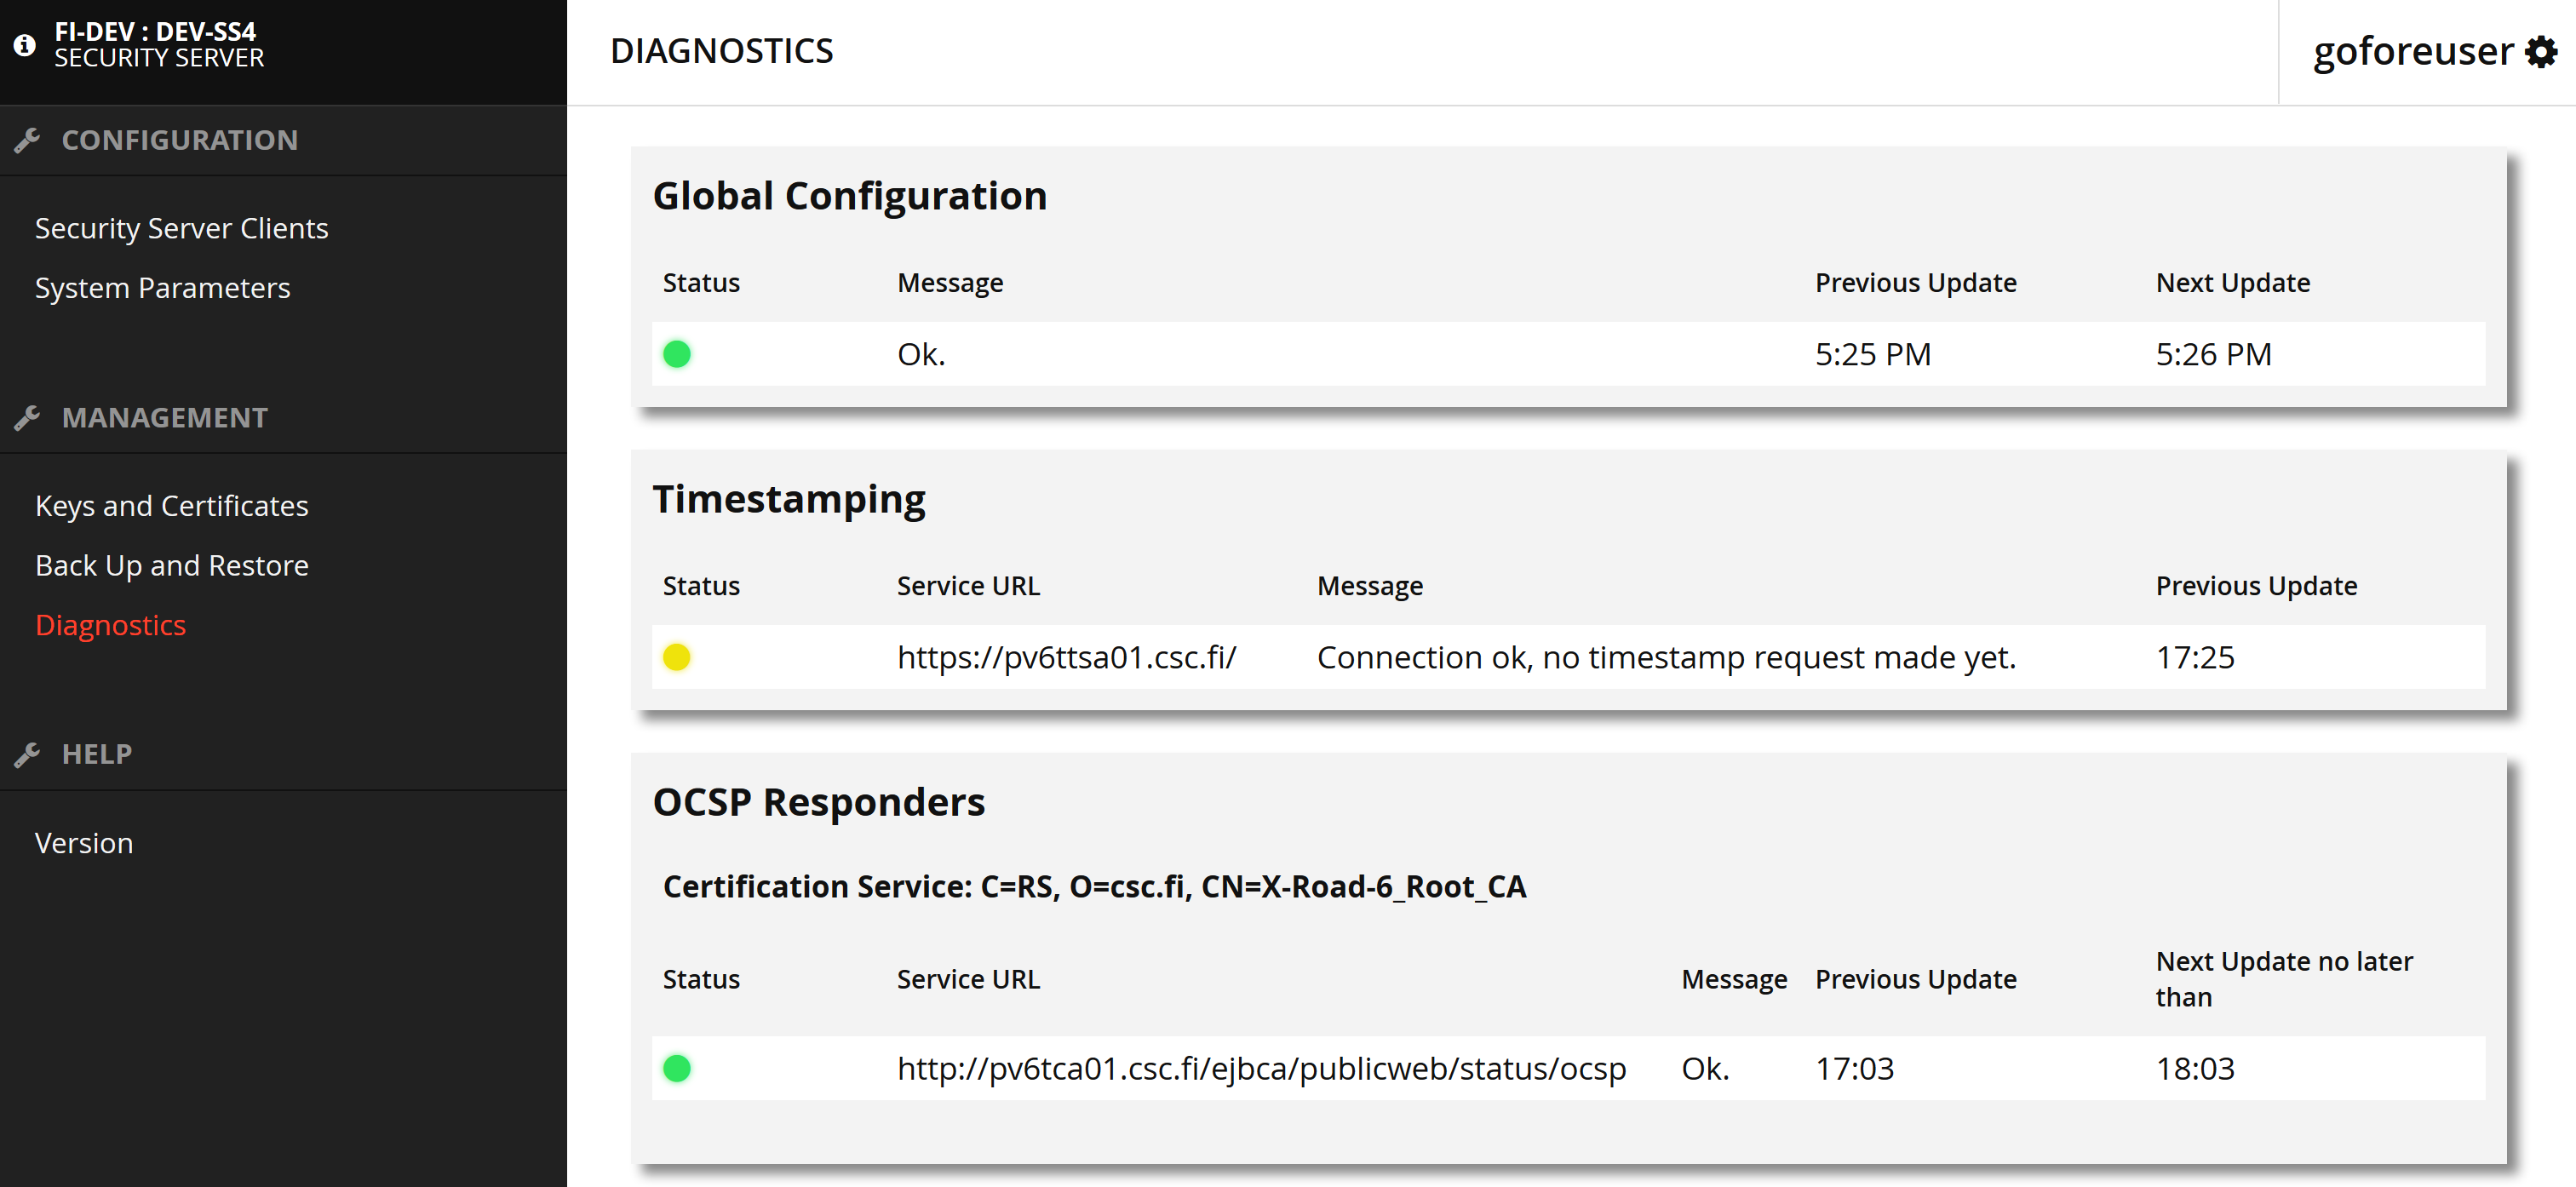 FI-DEV : DEV-SS4
SECURITY SERVER
CONFIGURATION
Security Server Clients
System Parameters
MANAGEMENT
Keys and Certificates
Back Up and Restore
Diagnostics
HELP
Version
DIAGNOSTICS
goforeuser
Global Configuration
Status Message Previous Update Next Update
Ok. 5:25 PM 5:26 PM
Timestamping
Status Service URL Message Previous Update
https://pv6ttsa01.csc.fi/ Connection ok, no timestamp request made yet. 17:25
OCSP Responders
Certification Service: C=RS, O=csc.fi, CN=X-Road-6_Root_CA
Status Service URL Message Previous Update Next Update no later
than
http://pv6tca01.csc.fi/ejbca/publicweb/status/ocsp Ok. 17:03 18:03